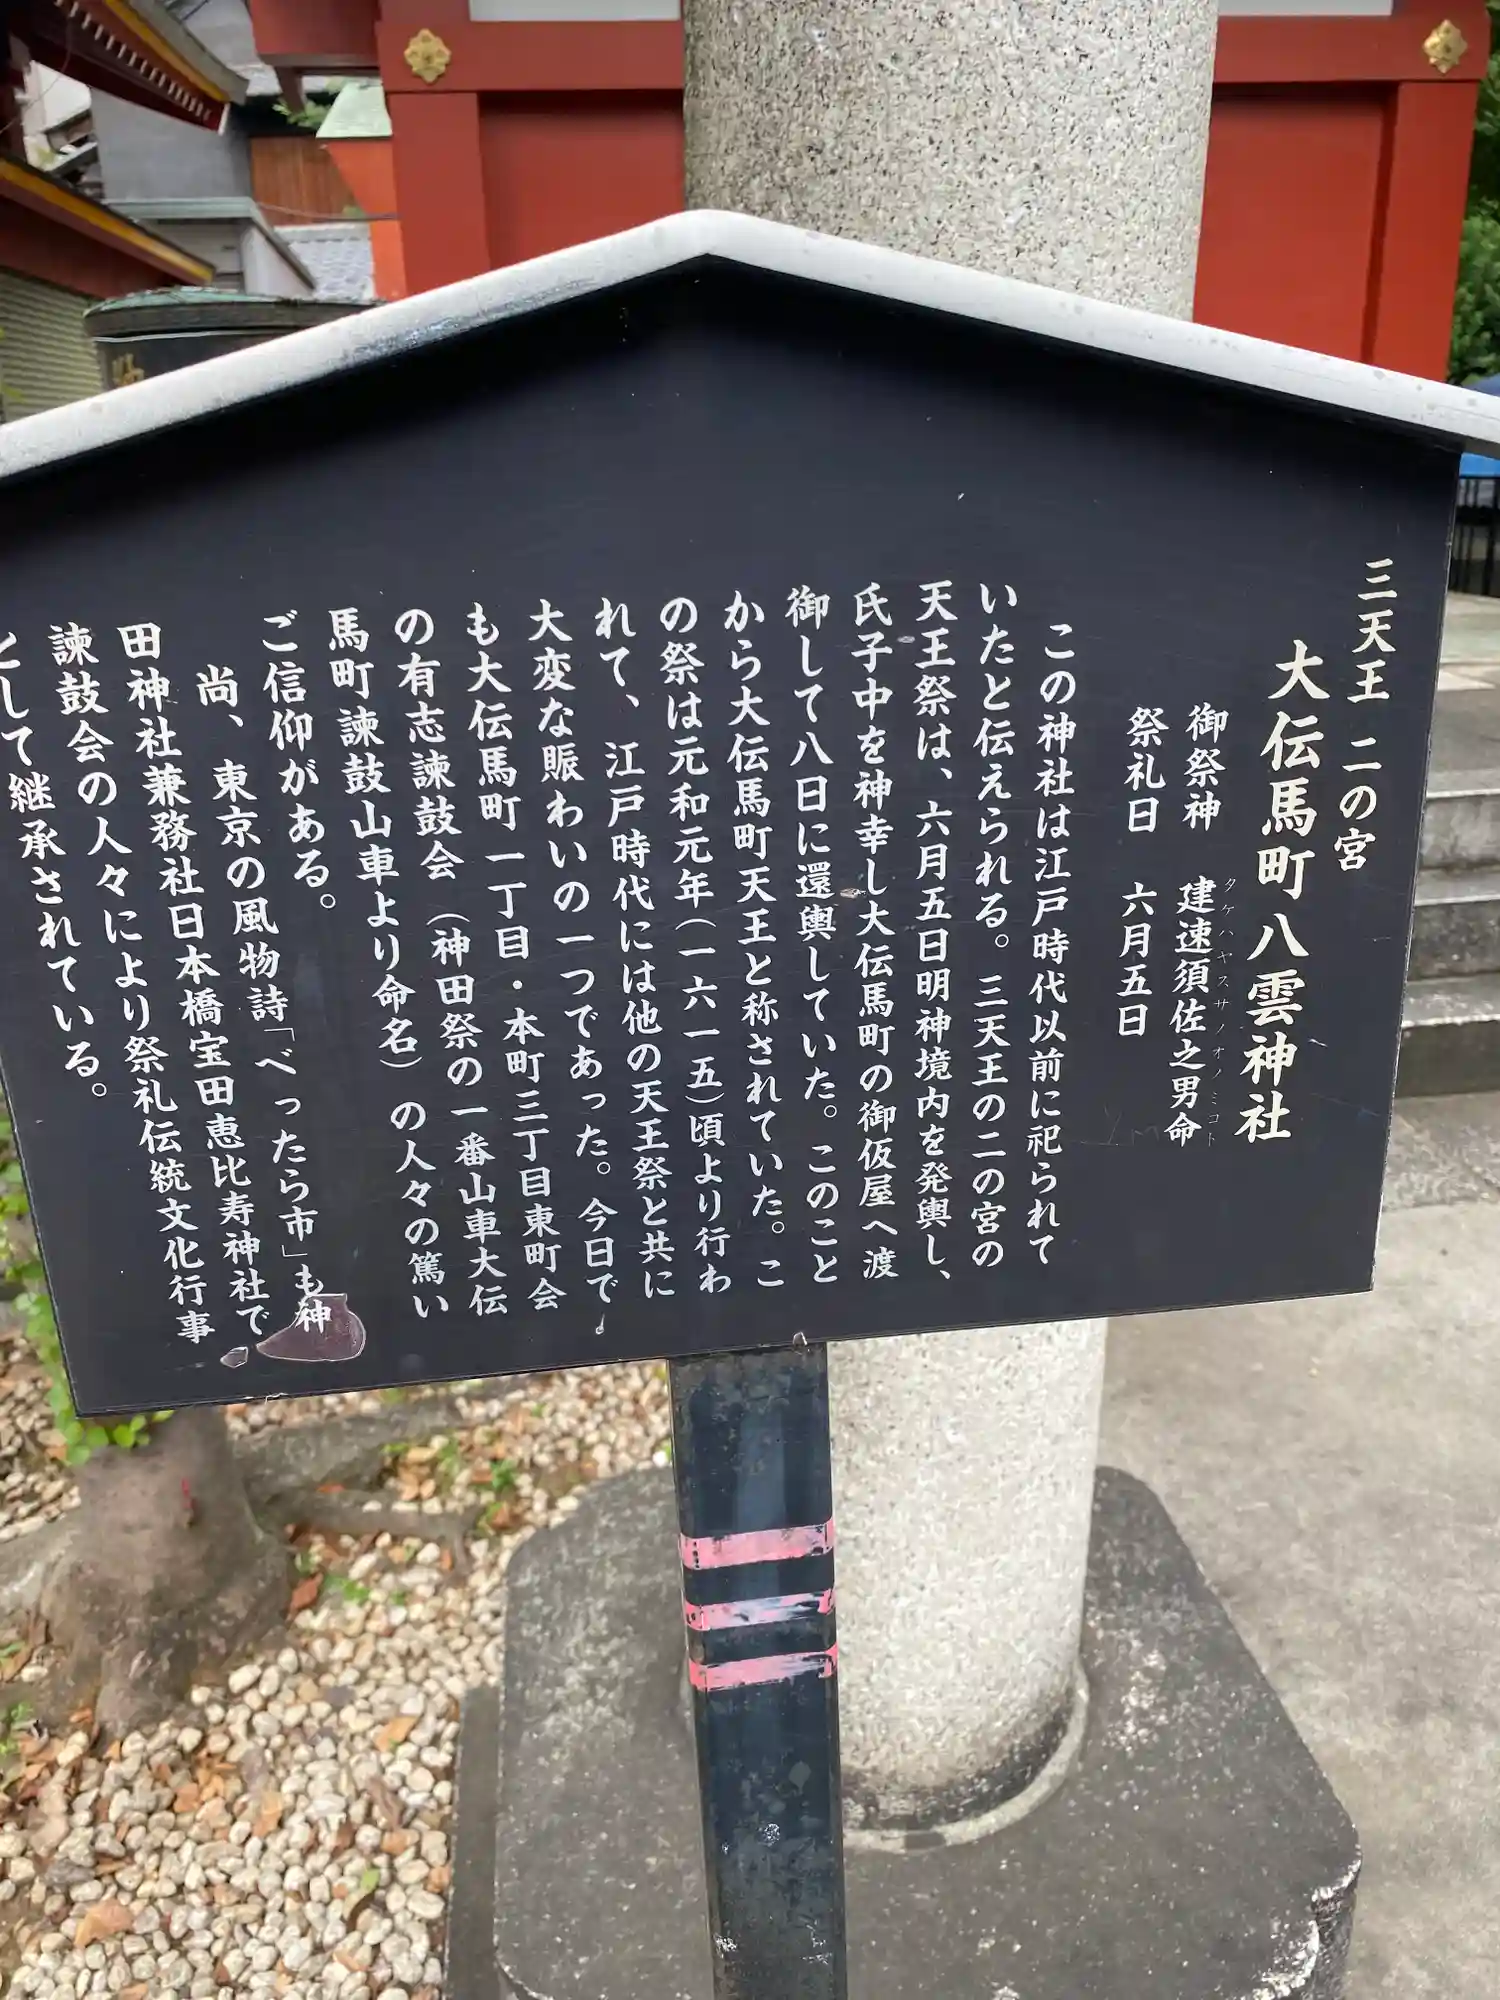 三天王 二の宮
大伝馬町八雲神社
御祭神 建速須佐之男命
タケハヤスサノオノミコト
祭礼日 六月五日
この神社は江戸時代以前に祀られて
いたと伝えられる。三天王の二の宮の
天王祭は、六月五日明神境内を発輿し、
氏子中を神幸し大伝馬町の御仮屋へ渡
御して八日に還輿していた。このこと
から大伝馬町天王と称されていた。こ
の祭は元和元年(一六一五)頃より行わ
れて、江戸時代には他の天王祭と共に
大変な賑わいの一つであった。今日で
も大伝馬町一丁目・本町三丁目東町会
の有志諫鼓会(神田祭の一番山車大伝
馬町諫鼓山車より命名)の人々の篤い
ご信仰がある。
尚、東京の風物詩「べったら市」も神
田神社兼務社日本橋宝田恵比寿神社で
諫鼓会の人々により祭礼伝統文化行事
として継承されている。